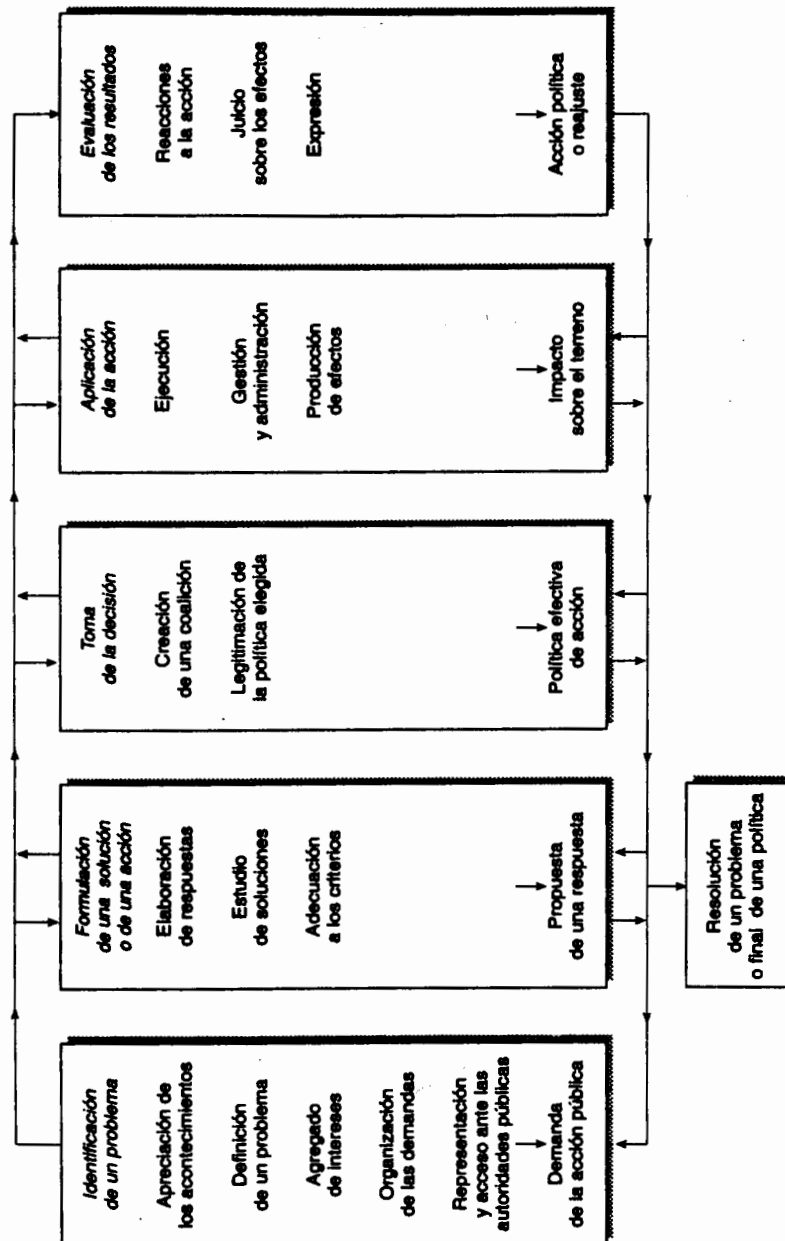 Identificación
de un problema
Apreciación de
los acontecimientos
Definición
de un problema
Agregado
de intereses
Organización
de las demandas
Representación
y acceso ante las
autoridades públicas
Demanda
de la acción pública
Formulación
de una solución
o de una acción
Elaboración
de respuestas
Estudio
de soluciones
Adecuación
a los criterios
Propuesta
de una respuesta
Toma
de la decisión
Creación
de una coalición
Legitimación de
la política elegida
Política efectiva
de acción
Aplicación
de la acción
Ejecución
Gestión
y administración
Producción
de efectos
Impacto
sobre el terreno
Evaluación
de los resultados
Reacciones
a la acción
Juicio
sobre los efectos
Expresión
Acción política
o reajuste
Resolución
de un problema
o final de una política